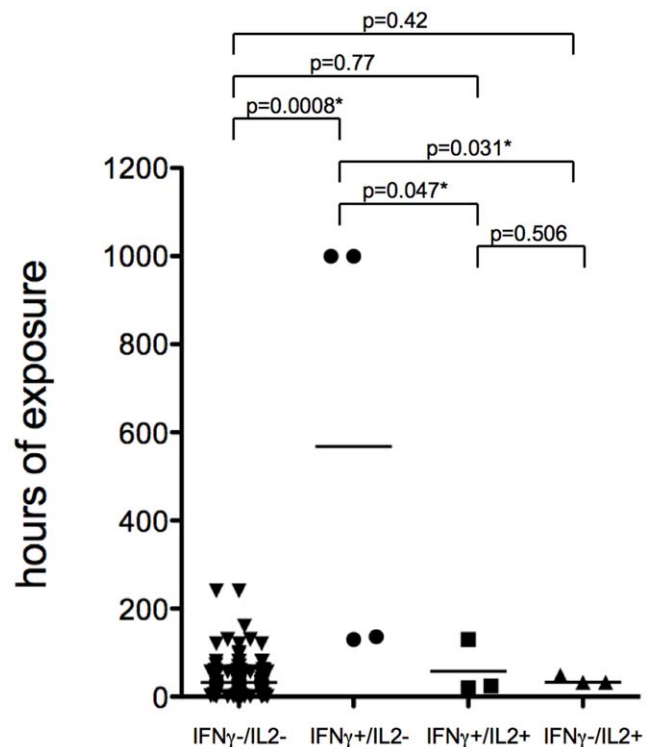 p=0.42
p=0.77
p=0.0008*
p=0.031*
p=0.047*
p=0.506
hours of exposure
1200
1000
800
600
400
200
0
IFNγ-/IL2- IFNγ+/IL2- IFNγ+/IL2+ IFNγ-/IL2+